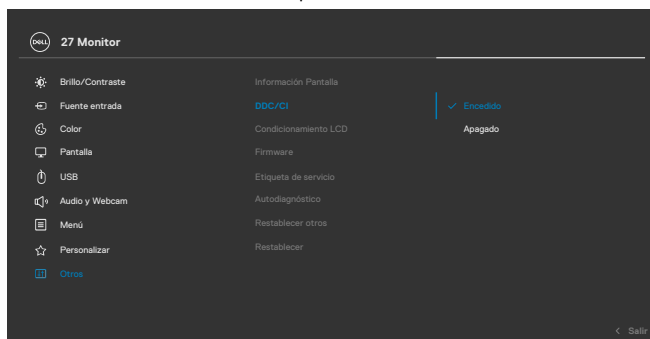 DELL 27 Monitor
Brillo/Contraste
Fuente entrada
Color
Pantalla
USB
Audio y Webcam
Menú
Personalizar
Otros
Información Pantalla
DDC/CI
Condicionamiento LCD
Firmware
Etiqueta de servicio
Autodiagnóstico
Restablecer otros
Restablecer
Encedido
Apagado
Salir